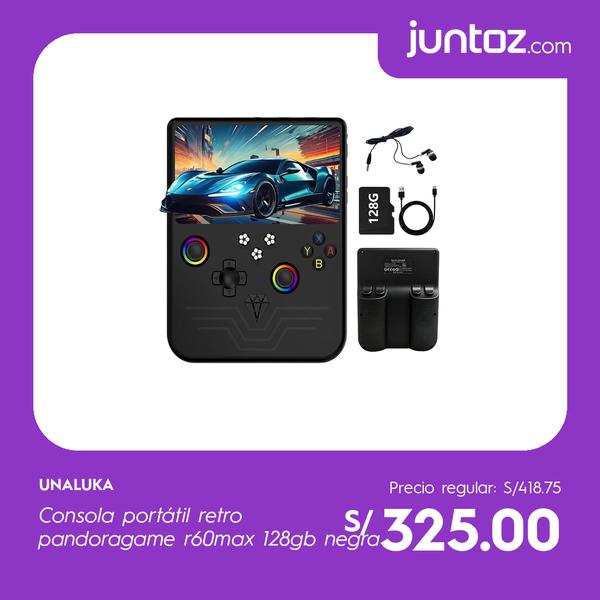 juntoz.com
128G
X
Y A
B
UNALUKA
Precio regular: S/418.75
Consola portátil retro
pandoragame r60max 128gb negra
S/325.00